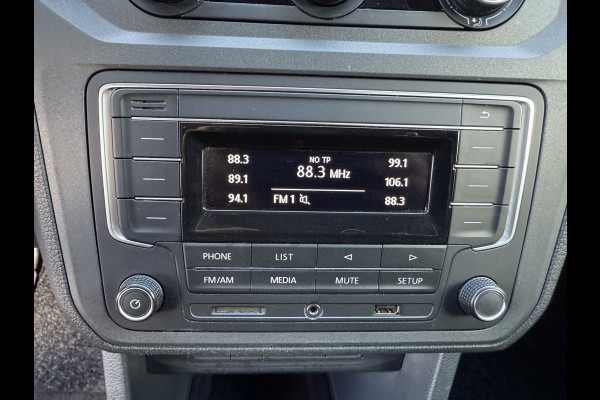 88.3 NO TP 99.1
88.3 MHz
89.1 106.1
94.1 FM 1 88.3
PHONE LIST
FM/AM MEDIA MUTE SETUP